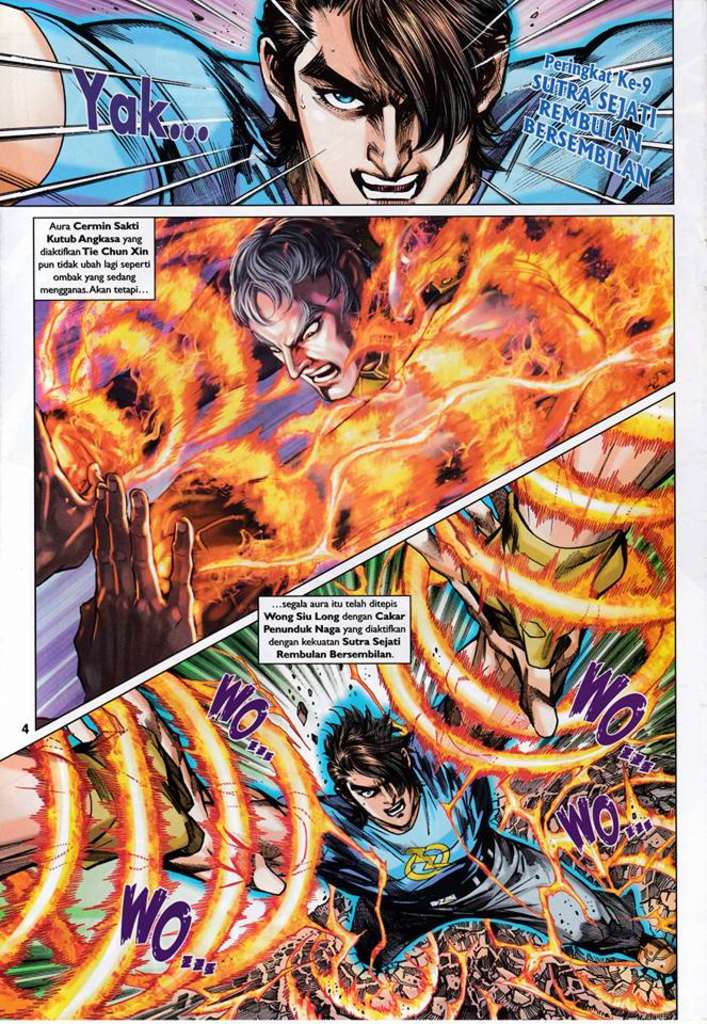 Yak...
Peringkat Ke-9
SUTRA SEJATI
REMBULAN
BERSEMBILAN
Aura Cermin Sakti
Kutub Angkasa yang
diaktifkan Tie Chun Xin
pun tidak ubah lagi seperti
ombak yang sedang
mengganas. Akan tetapi...
...segala aura itu telah ditepis
Wong Siu Long dengan Cakar
Penunduk Naga yang diaktifkan
dengan kekuatan Sutra Sejati
Rembulan Bersembilan.
WO...
WO...
WO...
WO...
4